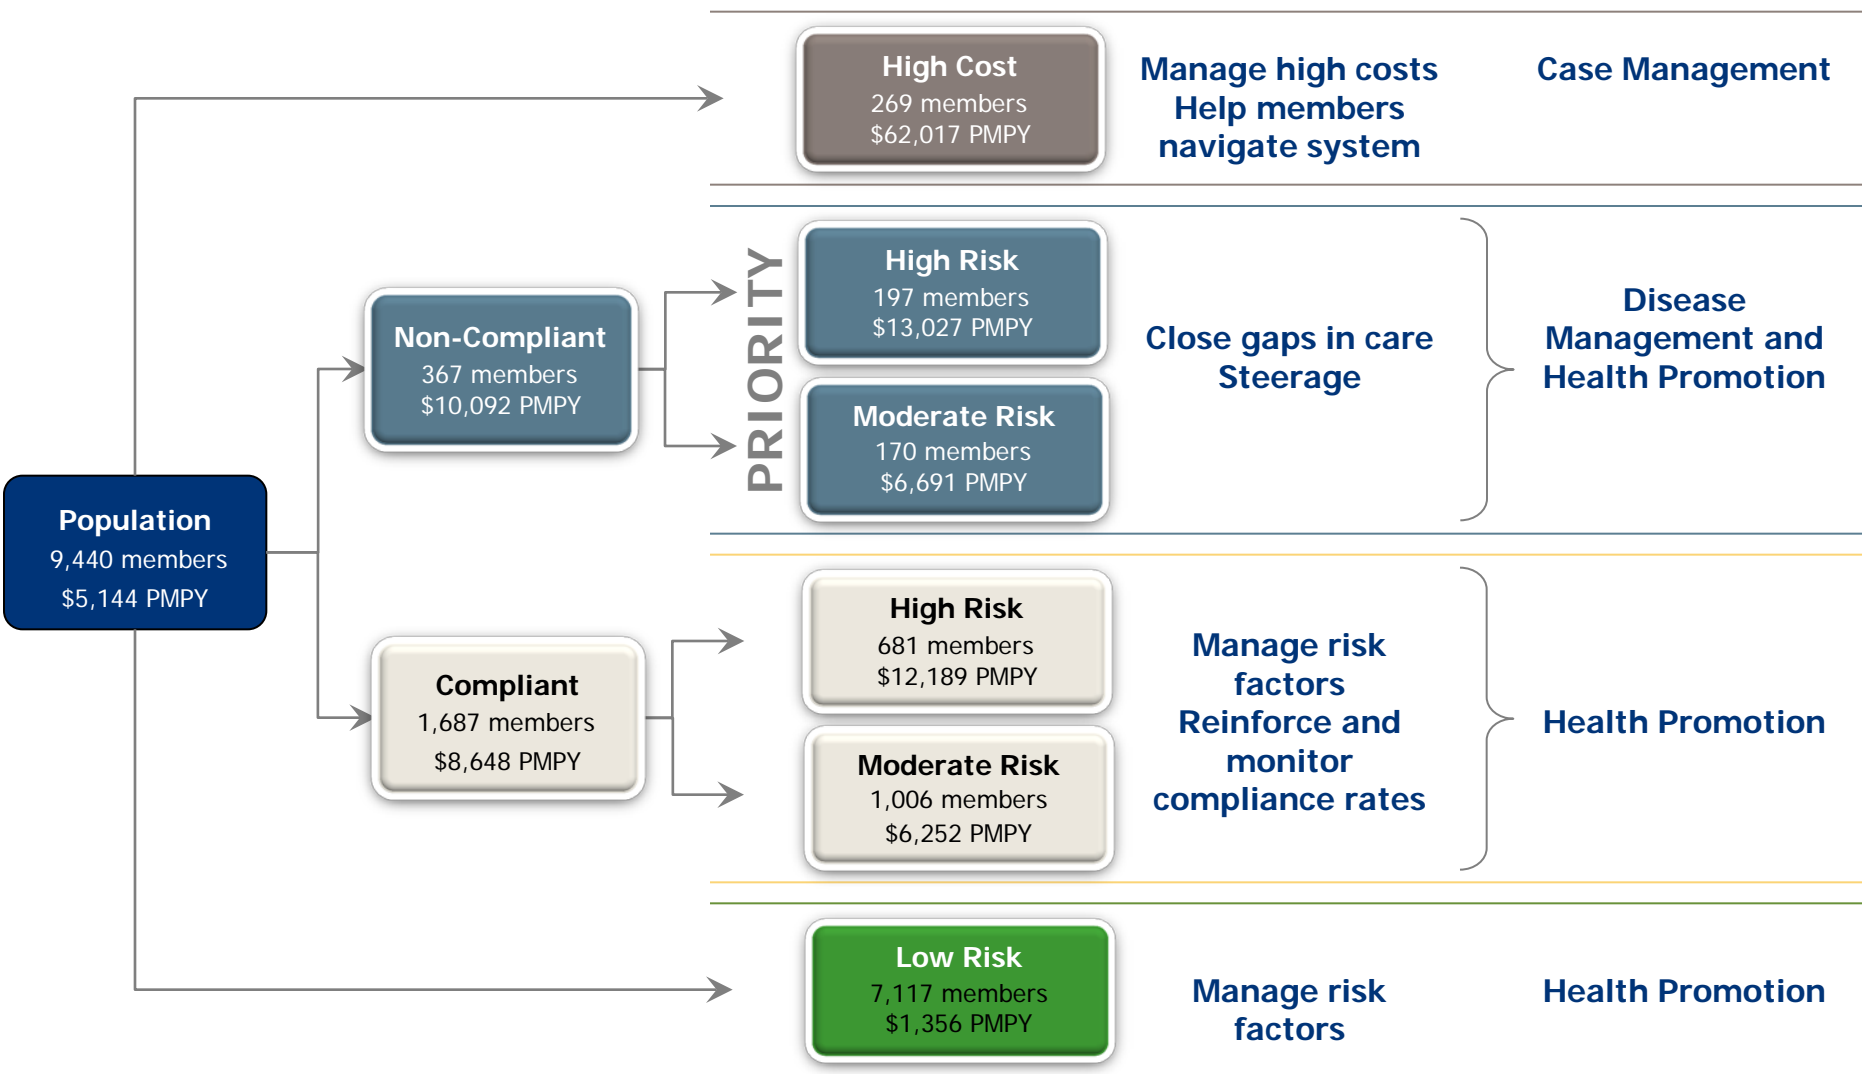 High Cost
269 members
$62,017 PMPY
Manage high costs
Help members
navigate system
Case Management
PRIORITY
High Risk
197 members
$13,027 PMPY
Moderate Risk
170 members
$6,691 PMPY
Close gaps in care
Steerage
Disease
Management and
Health Promotion
Non-Compliant
367 members
$10,092 PMPY
Population
9,440 members
$5,144 PMPY
Compliant
1,687 members
$8,648 PMPY
High Risk
681 members
$12,189 PMPY
Moderate Risk
1,006 members
$6,252 PMPY
Manage risk
factors
Reinforce and
monitor
compliance rates
Health Promotion
Low Risk
7,117 members
$1,356 PMPY
Manage risk
factors
Health Promotion